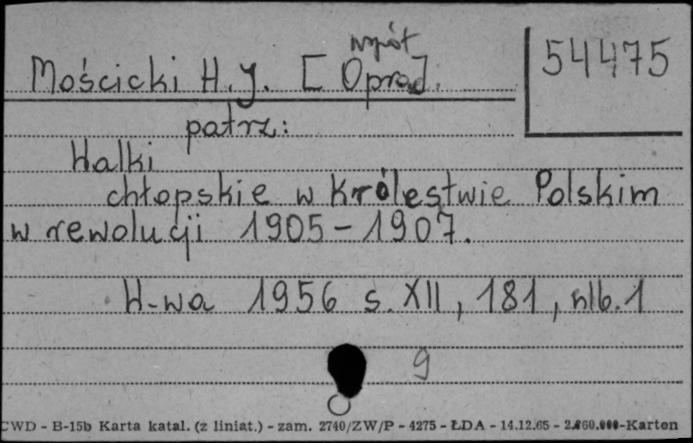 współ
Mościcki H. J. [Oprac]. 54475
patrz:
Walki
chłopskie w Królestwie Polskim
w rewolucji 1905-1907.
W-wa 1956 s. XII, 181, nlb. 1
9
CWD - B-15b Karta katal. (z liniat.) - zam. 2740/ZW/P - 4275 - ŁDA - 14.12.65 - -Karton